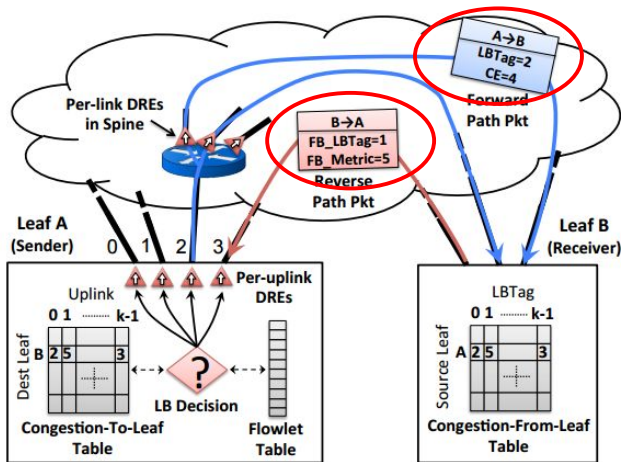 A→B
LBTag=2
CE=4
Forward
Path Pkt
Per-link DREs
in Spine
B→A
FB_LBTag=1
FB_Metric=5
Reverse
Path Pkt
Leaf A
(Sender)
0 1 2 3
Leaf B
(Receiver)
Per-uplink
DREs
Uplink
0 1 ........ k-1
Dest Leaf
B 2 5 3
?
LB Decision
Congestion-To-Leaf
Table
Flowlet
Table
LBTag
0 1 ........ k-1
Source Leaf
A 2 5 3
Congestion-From-Leaf
Table